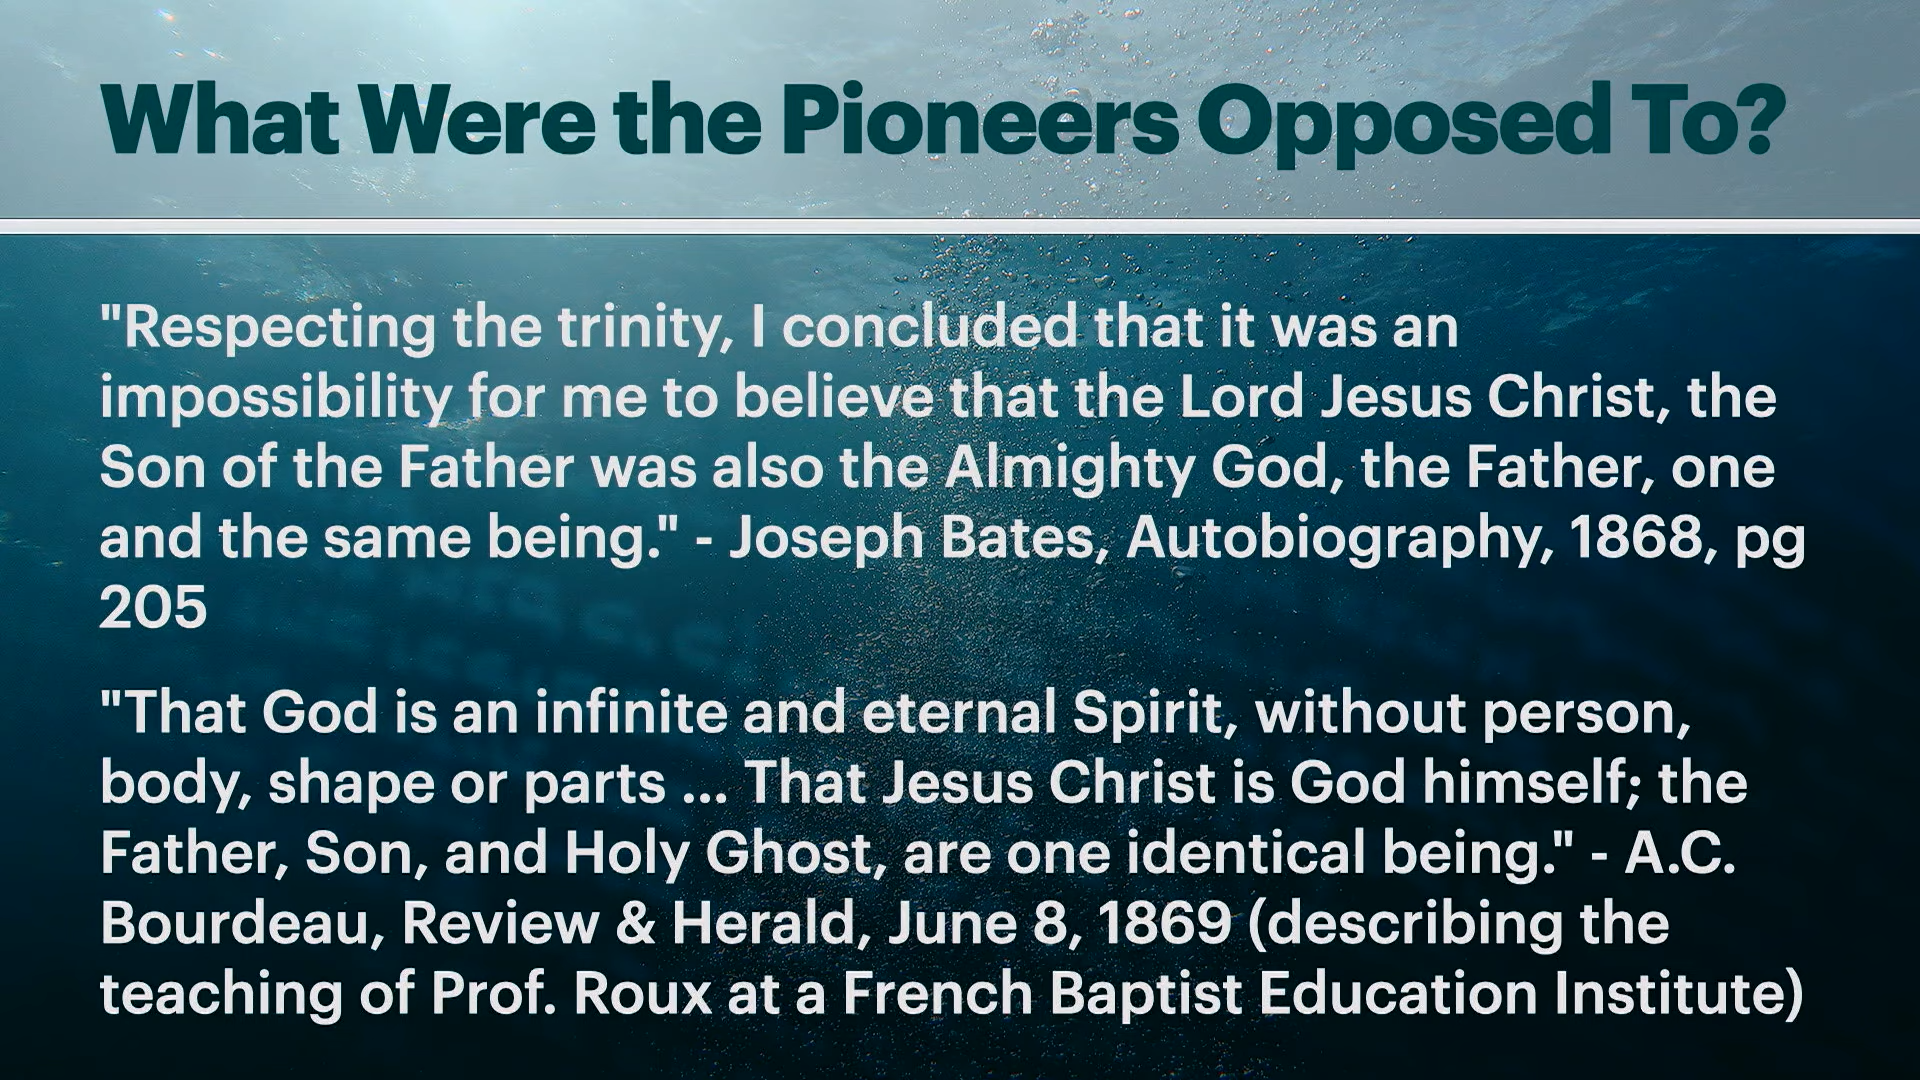 What Were the Pioneers Opposed To?
"Respecting the trinity, I concluded that it was an
impossibility for me to believe that the Lord Jesus Christ, the
Son of the Father was also the Almighty God, the Father, one
and the same being." - Joseph Bates, Autobiography, 1868, pg
205
"That God is an infinite and eternal Spirit, without person,
body, shape or parts ... That Jesus Christ is God himself; the
Father, Son, and Holy Ghost, are one identical being." - A.C.
Bourdeau, Review & Herald, June 8, 1869 (describing the
teaching of Prof. Roux at a French Baptist Education Institute)